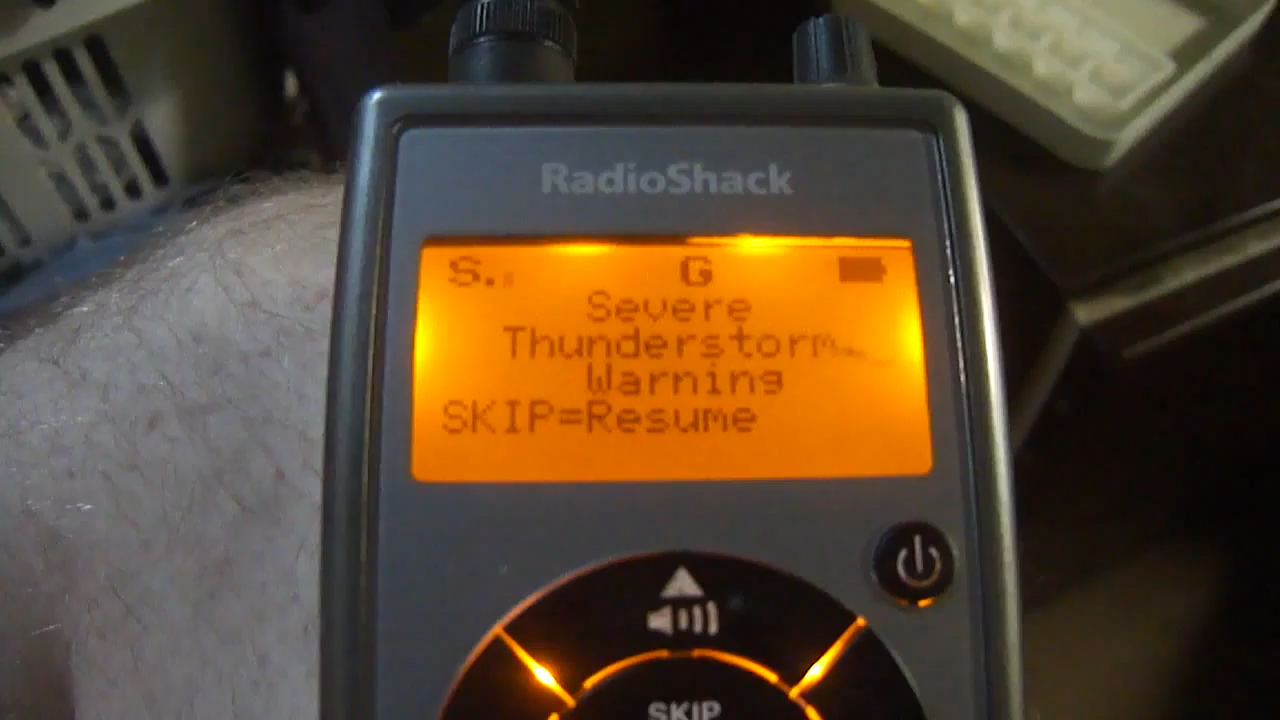 RadioShack
S. G
Severe
Thunderstorm
Warning
SKIP=Resume
SKIP